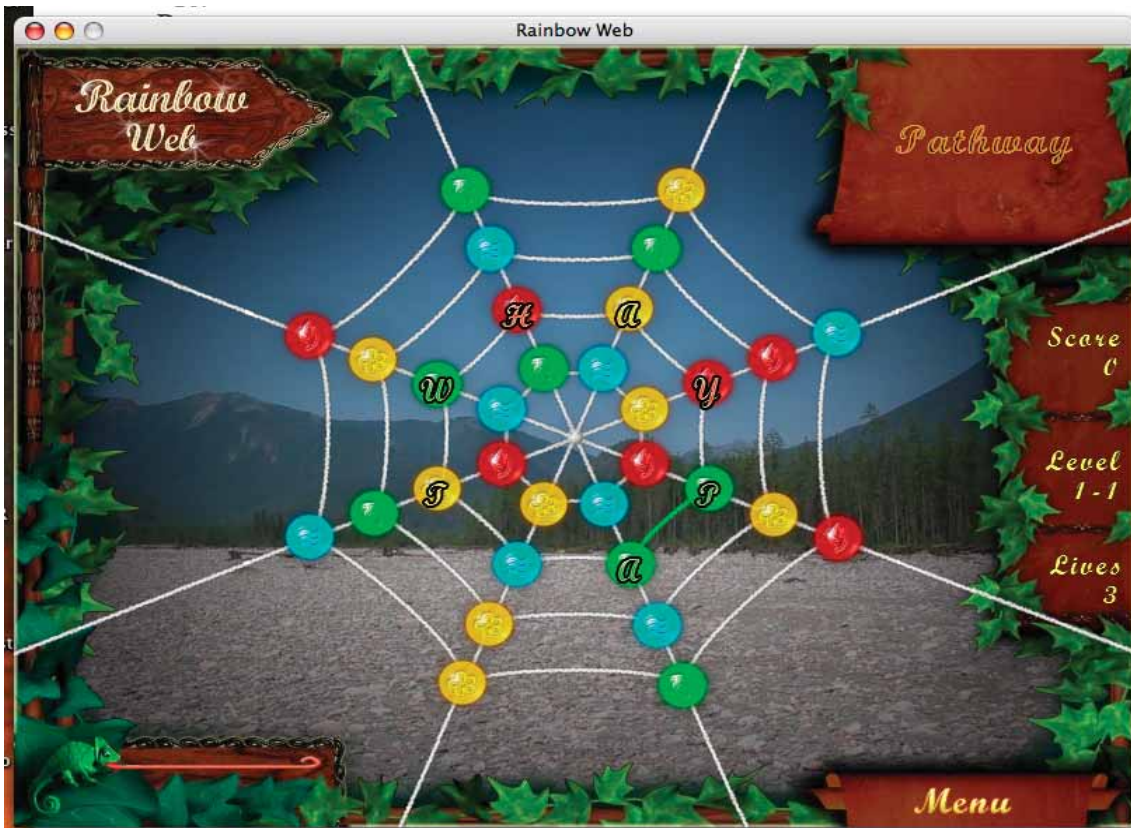 Rainbow Web
Rainbow
Web
Pathway
H
A
W
Y
T
P
A
Score
0
Level
1-1
Lives
3
Menu